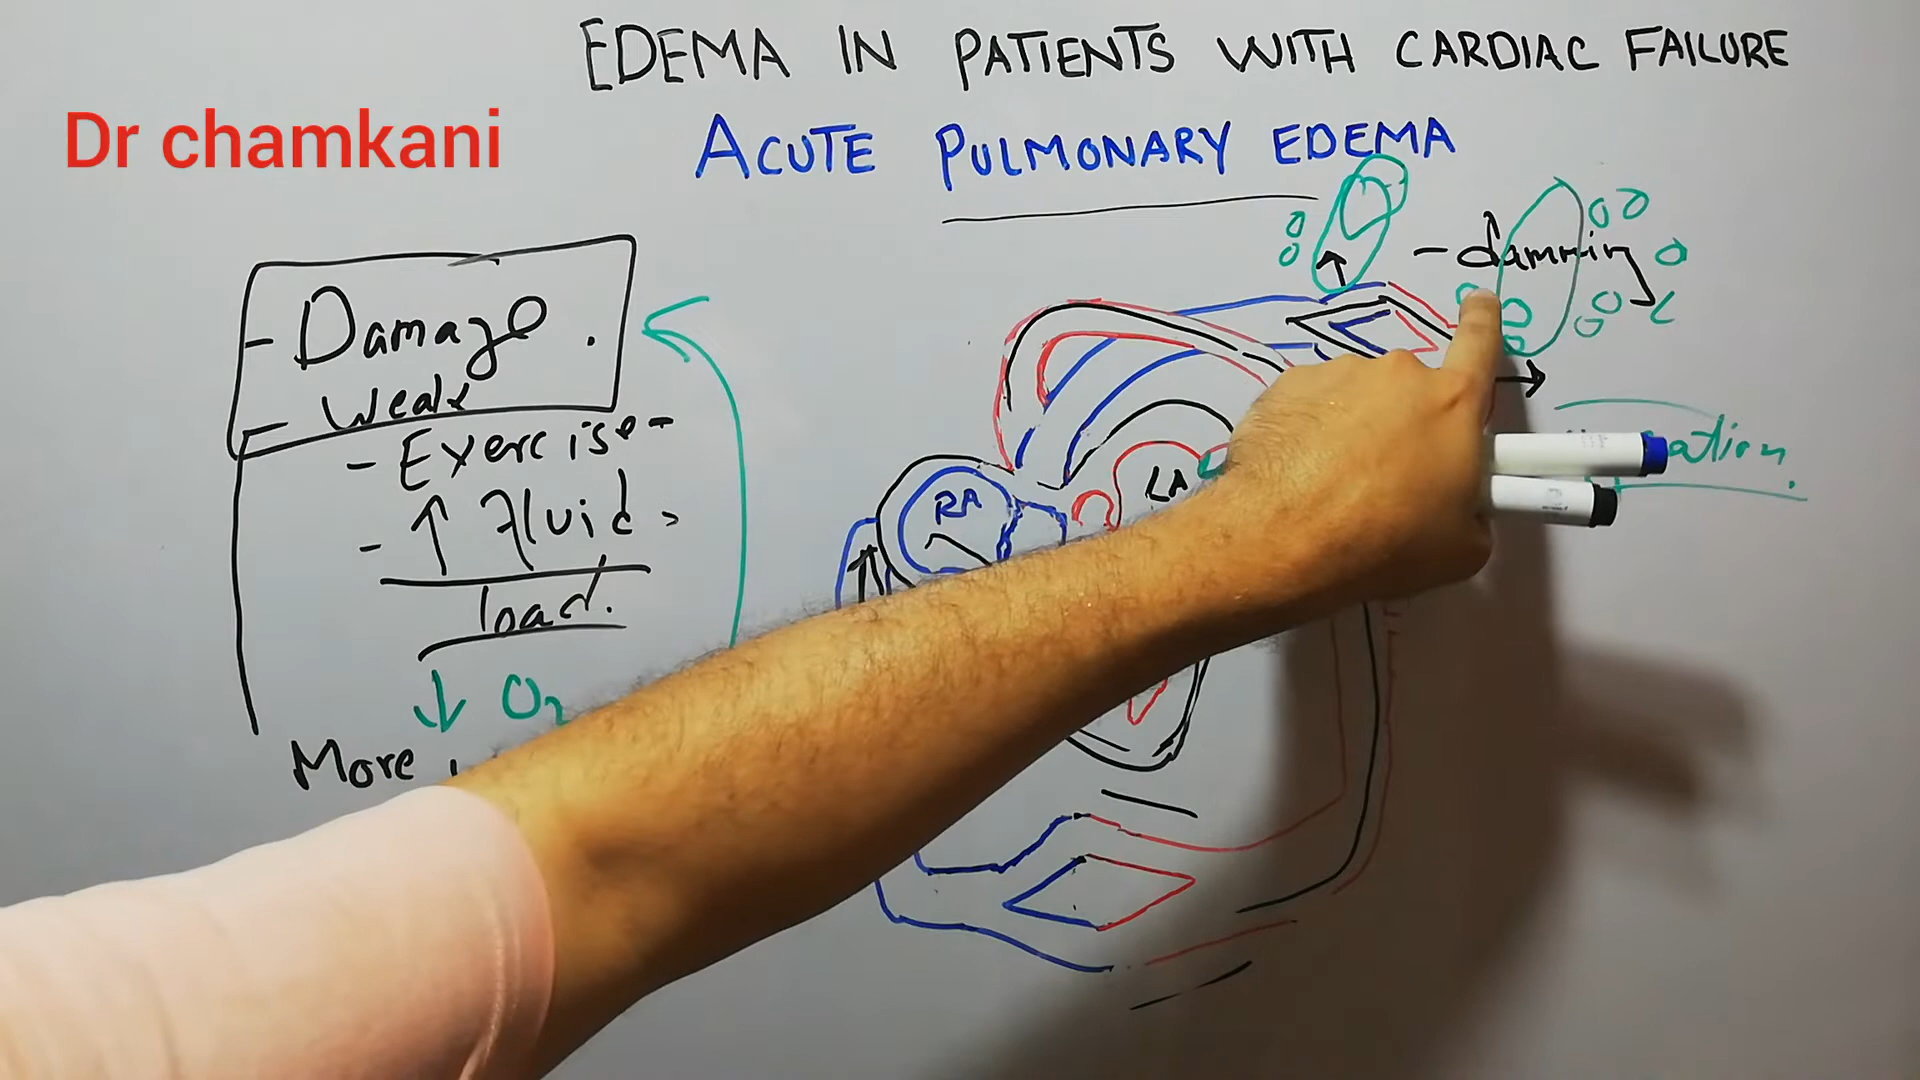 EDEMA IN PATIENTS WITH CARDIAC FAILURE
Dr chamkani
ACUTE PULMONARY EDEMA
- damming
- Damage.
- Weak
- Exercise -
- ↑ fluid
load.
↓ O2
More
RA
LA